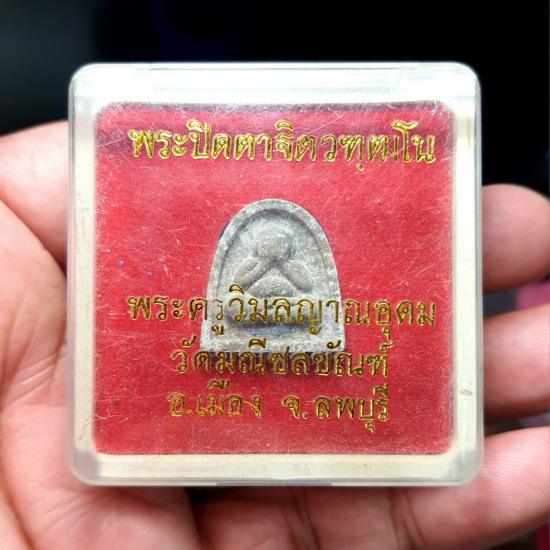 พระปิดตาจิตวฑฺฒโน
พระครูวิมลญาณอุดม
วัดมณีชลขัณฑ์
อ.เมือง จ.ลพบุรี